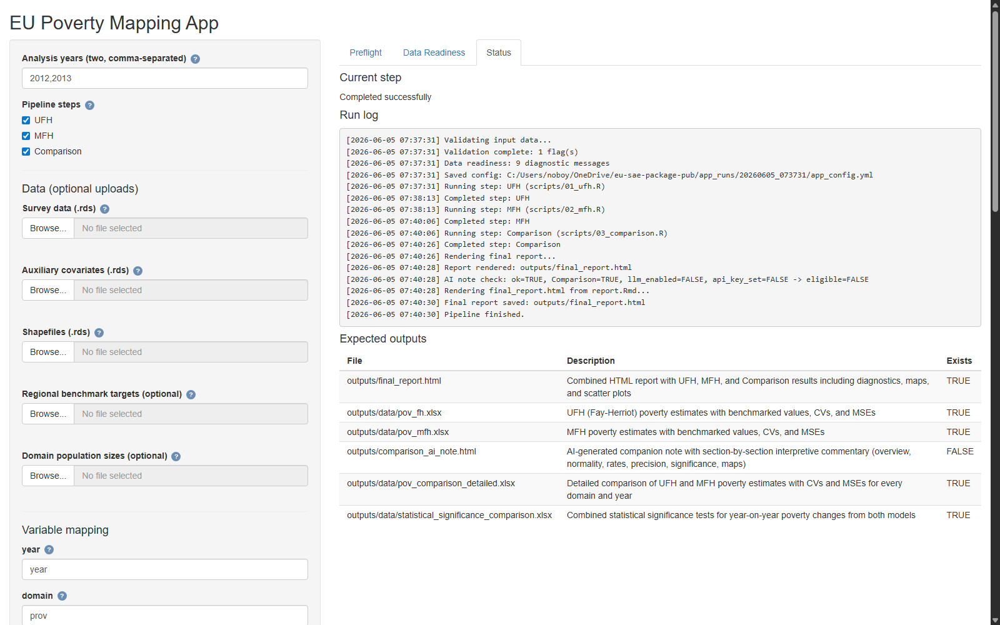 EU Poverty Mapping App
Analysis years (two, comma-separated) ?
2012,2013
Pipeline steps ?
UFH
MFH
Comparison
Data (optional uploads)
Survey data (.rds) ?
Browse... No file selected
Auxiliary covariates (.rds) ?
Browse... No file selected
Shapefiles (.rds) ?
Browse... No file selected
Regional benchmark targets (optional) ?
Browse... No file selected
Domain population sizes (optional) ?
Browse... No file selected
Variable mapping
year ?
year
domain ?
prov
Preflight Data Readiness Status
Current step
Completed successfully
Run log
[2026-06-05 07:37:31] Validating input data...
[2026-06-05 07:37:31] Validation complete: 1 flag(s)
[2026-06-05 07:37:31] Data readiness: 9 diagnostic messages
[2026-06-05 07:37:31] Saved config: C:/Users/noboy/OneDrive/eu-sae-package-pub/app_runs/20260605_073731/app_config.yml
[2026-06-05 07:37:31] Running step: UFH (scripts/01_ufh.R)
[2026-06-05 07:38:13] Completed step: UFH
[2026-06-05 07:38:13] Running step: MFH (scripts/02_mfh.R)
[2026-06-05 07:40:06] Completed step: MFH
[2026-06-05 07:40:06] Running step: Comparison (scripts/03_comparison.R)
[2026-06-05 07:40:26] Completed step: Comparison
[2026-06-05 07:40:26] Rendering final report...
[2026-06-05 07:40:28] Report rendered: outputs/final_report.html
[2026-06-05 07:40:28] AI note check: ok=TRUE, Comparison=TRUE, llm_enabled=FALSE, api_key_set=FALSE -> eligible=FALSE
[2026-06-05 07:40:28] Rendering final_report.html from report.Rmd...
[2026-06-05 07:40:30] Final report saved: outputs/final_report.html
[2026-06-05 07:40:30] Pipeline finished.
Expected outputs
File Description Exists
outputs/final_report.html Combined HTML report with UFH, MFH, and Comparison results including diagnostics, maps, TRUE
and scatter plots
outputs/data/pov_fh.xlsx UFH (Fay-Herriot) poverty estimates with benchmarked values, CVs, and MSEs TRUE
outputs/data/pov_mfh.xlsx MFH poverty estimates with benchmarked values, CVs, and MSEs TRUE
outputs/comparison_ai_note.html AI-generated companion note with section-by-section interpretive commentary (overview, FALSE
normality, rates, precision, significance, maps)
outputs/data/pov_comparison_detailed.xlsx Detailed comparison of UFH and MFH poverty estimates with CVs and MSEs for every TRUE
domain and year
outputs/data/statistical_significance_comparison.xlsx Combined statistical significance tests for year-on-year poverty changes from both models TRUE